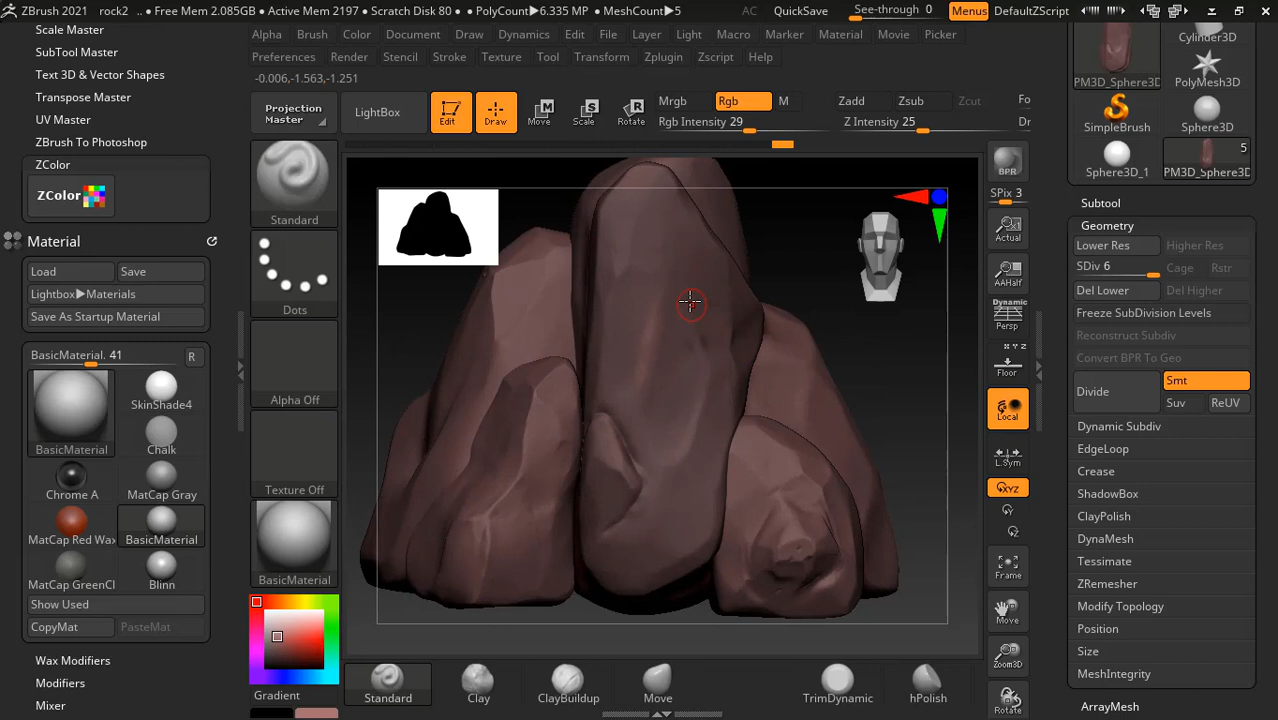 ZBrush 2021 rock2 .. • Free Mem 2.085GB • Active Mem 2197 • Scratch Disk 80 • PolyCount▶6.335 MP • MeshCount▶5 AC QuickSave See-through 0 Menus DefaultZScript
Alpha Brush Color Document Draw Dynamics Edit File Layer Light Macro Marker Material Movie Picker
Preferences Render Stencil Stroke Texture Tool Transform Zplugin Zscript Help
-0.006,-1.563,-1.251
Projection
Master
LightBox
Edit
Draw
Move
Scale
Rotate
Mrgb Rgb M Zadd Zsub Zcut Fo
Rgb Intensity 29 Z Intensity 25 Dr
Scale Master
SubTool Master
Text 3D & Vector Shapes
Transpose Master
UV Master
ZBrush To Photoshop
ZColor
ZColor
Material
Load Save
Lightbox▶Materials
Save As Startup Material
BasicMaterial. 41 R
BasicMaterial
SkinShade4
Chalk
Chrome A
MatCap Gray
MatCap Red Wax
BasicMaterial
MatCap GreenCl
Blinn
Show Used
CopyMat PasteMat
Wax Modifiers
Modifiers
Mixer
Standard
Dots
Alpha Off
Texture Off
BasicMaterial
Gradient
Standard
Clay
ClayBuildup
Move
TrimDynamic
hPolish
BPR
SPix 3
Actual
AAHalf
Dynamic
Persp
X Y Z
Floor
Local
L.Sym
XYZ
Y
Z
Frame
Move
Zoom3D
Rotate
PM3D_Sphere3D
Cylinder3D
PolyMesh3D
SimpleBrush
Sphere3D
Sphere3D_1
5
PM3D_Sphere3D
Subtool
Geometry
Lower Res Higher Res
SDiv 6 Cage Rstr
Del Lower Del Higher
Freeze SubDivision Levels
Reconstruct Subdiv
Convert BPR To Geo
Divide
Smt
Suv ReUV
Dynamic Subdiv
EdgeLoop
Crease
ShadowBox
ClayPolish
DynaMesh
Tessimate
ZRemesher
Modify Topology
Position
Size
MeshIntegrity
ArrayMesh